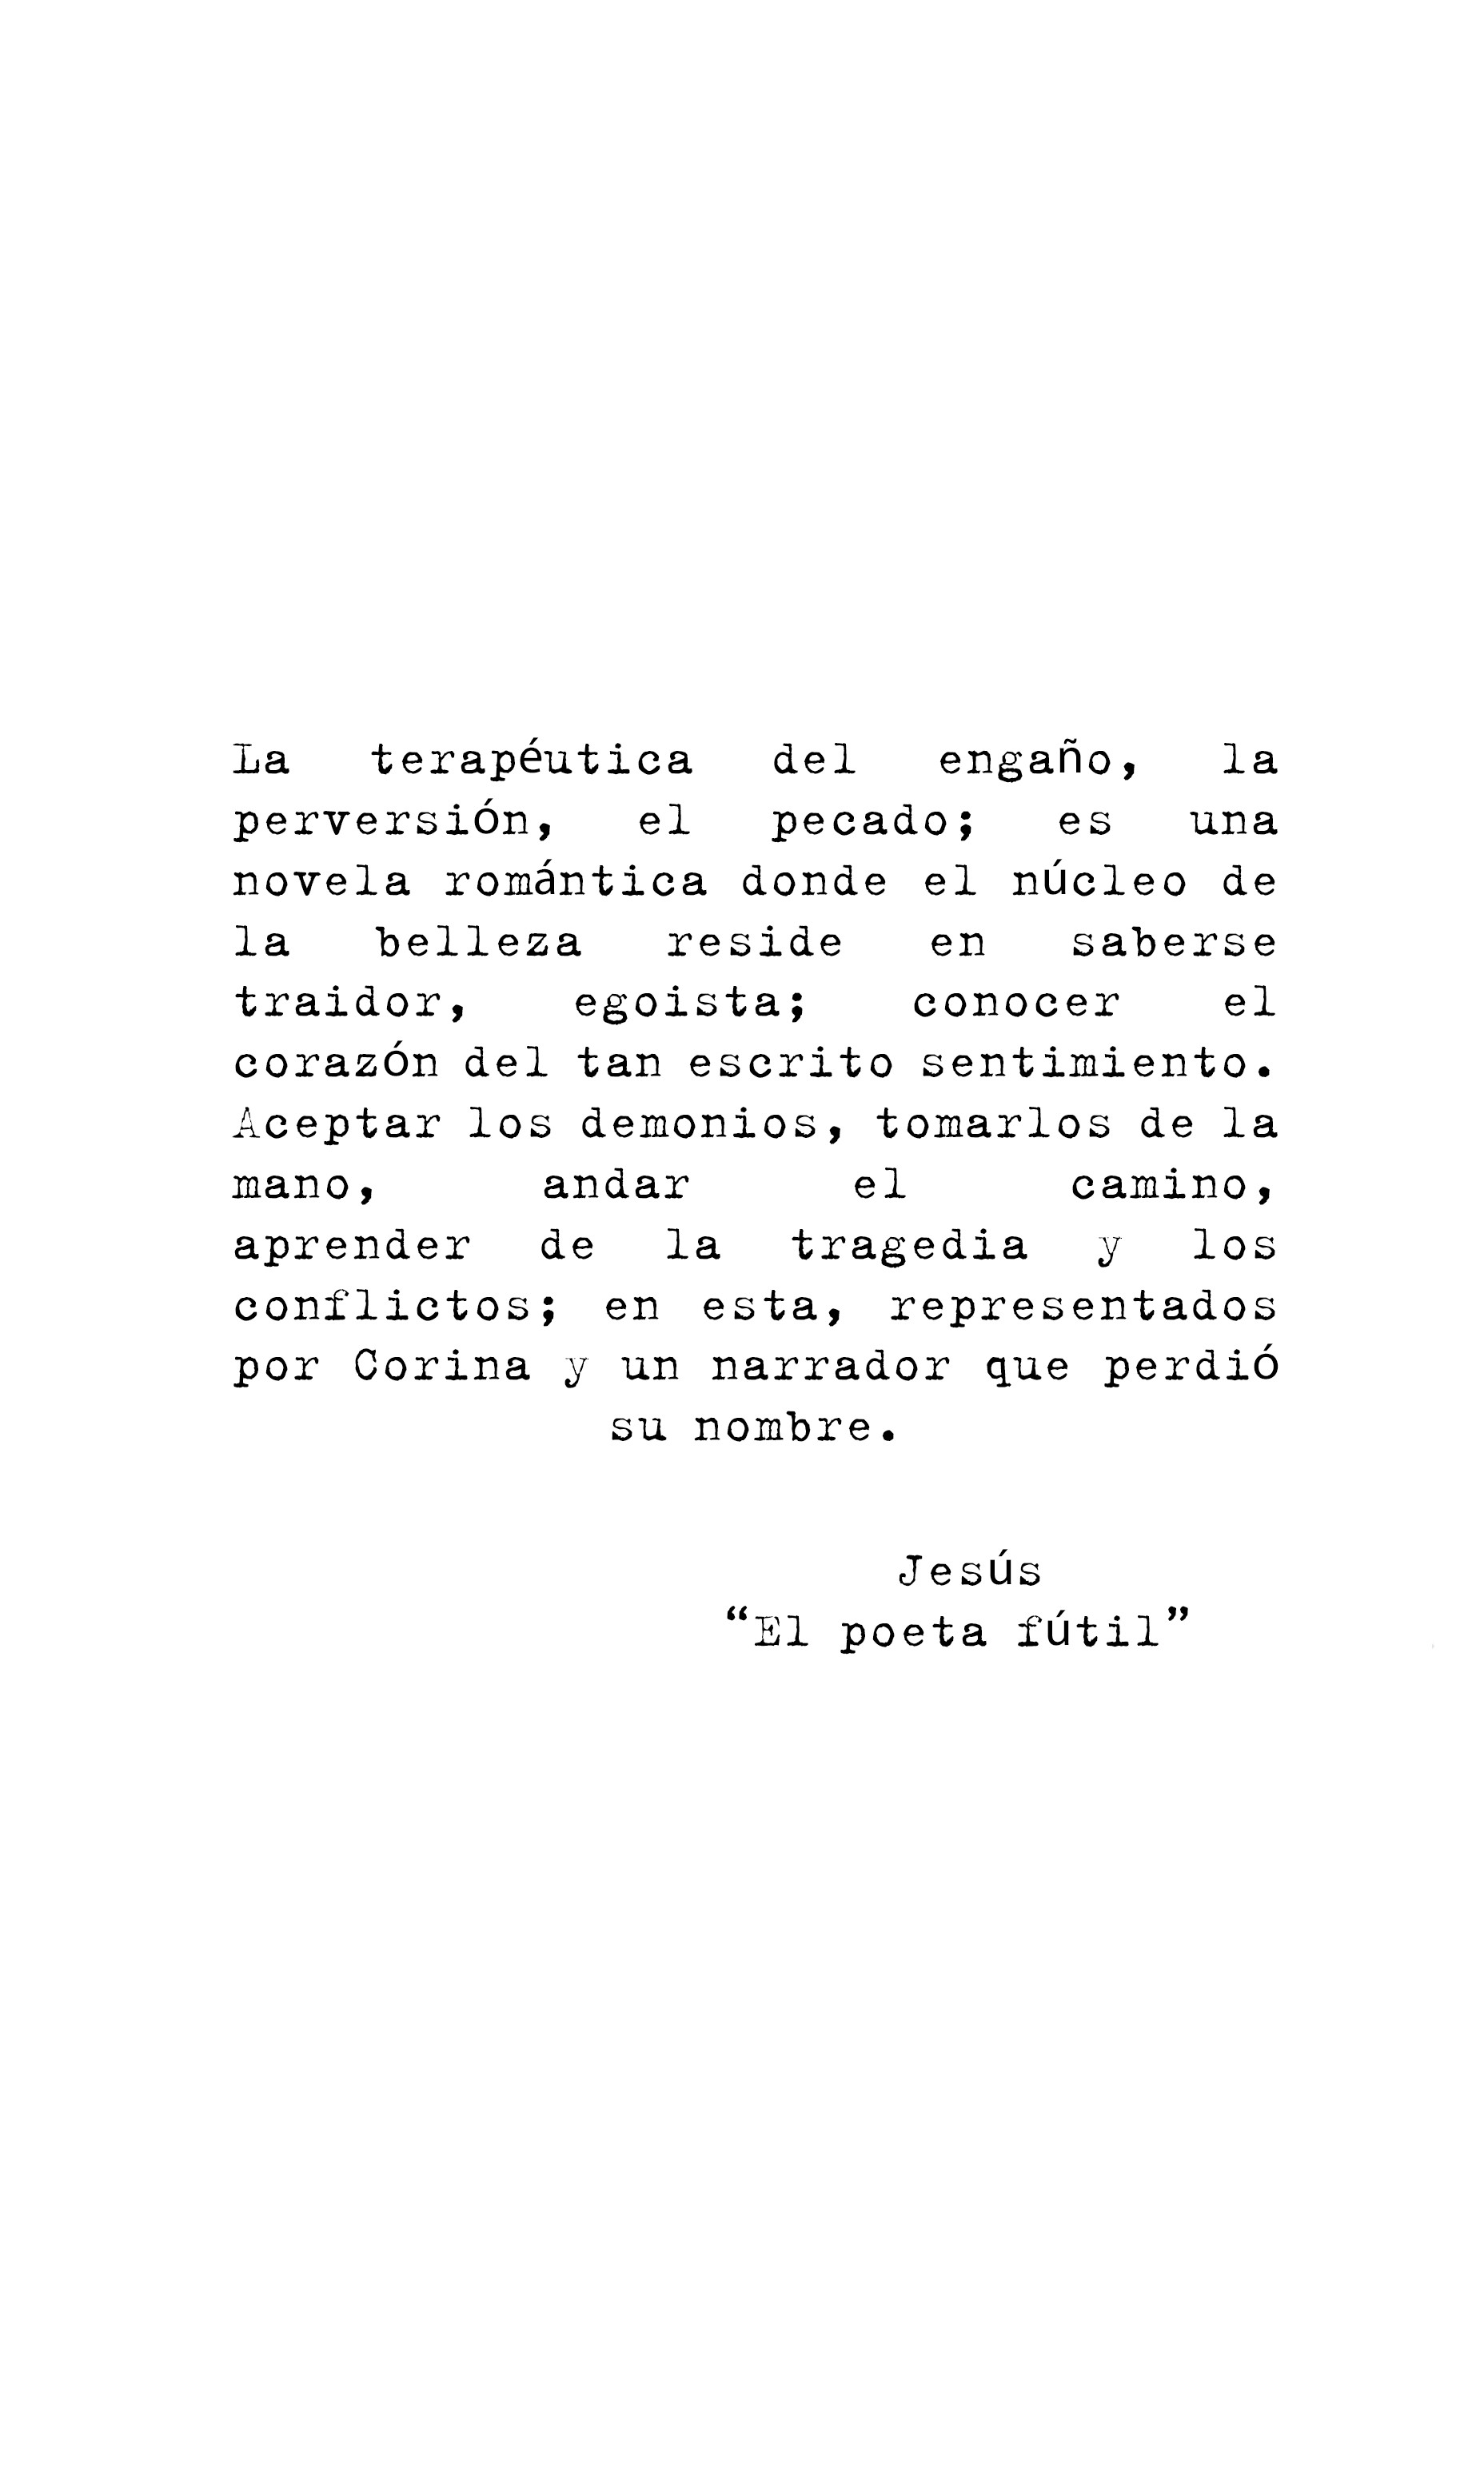 La terapéutica del engaño, la
perversión, el pecado; es una
novela romántica donde el núcleo de
la belleza reside en saberse
traidor, egoista; conocer el
corazón del tan escrito sentimiento.
Aceptar los demonios, tomarlos de la
mano, andar el camino,
aprender de la tragedia y los
conflictos; en esta, representados
por Corina y un narrador que perdió
su nombre.
Jesús
“El poeta fútil”